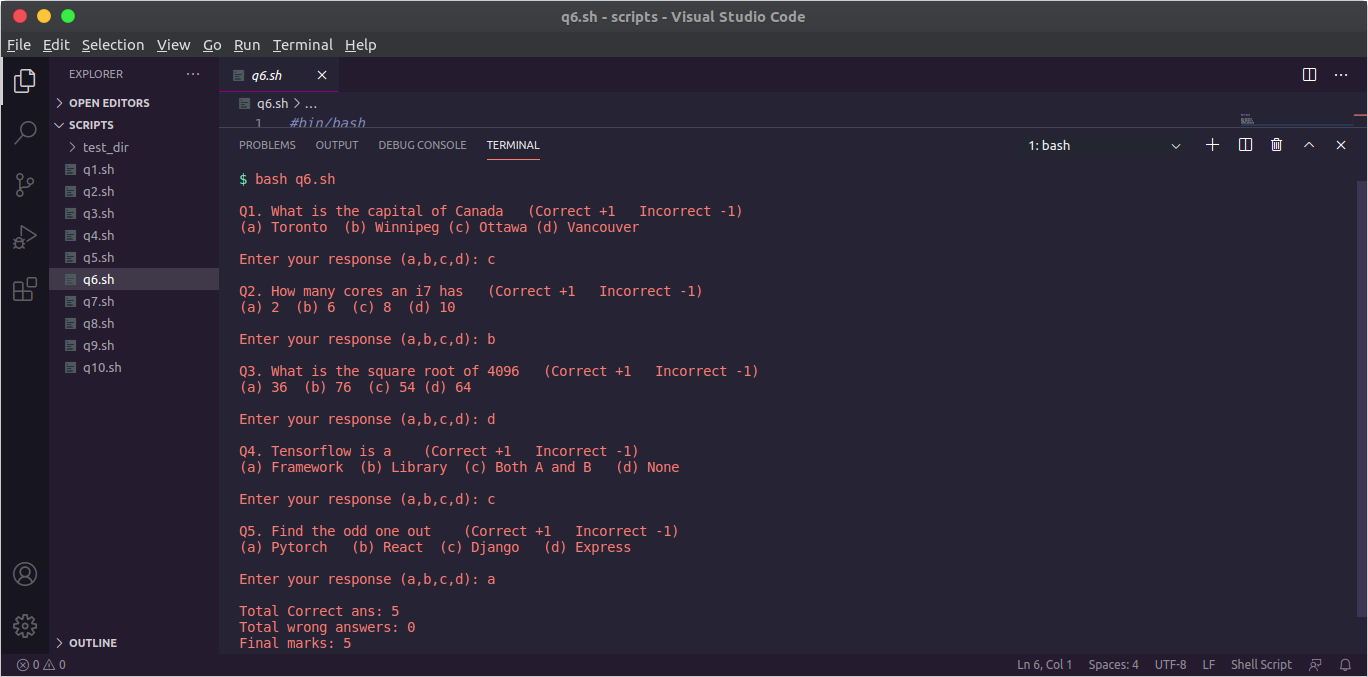 q6.sh - scripts - Visual Studio Code
File Edit Selection View Go Run Terminal Help
EXPLORER ...
OPEN EDITORS
SCRIPTS
test_dir
q1.sh
q2.sh
q3.sh
q4.sh
q5.sh
q6.sh
q7.sh
q8.sh
q9.sh
q10.sh
OUTLINE
q6.sh
q6.sh > ...
1 #bin/bash
PROBLEMS OUTPUT DEBUG CONSOLE TERMINAL 1: bash
$ bash q6.sh
Q1. What is the capital of Canada   (Correct +1   Incorrect -1)
(a) Toronto  (b) Winnipeg (c) Ottawa (d) Vancouver
Enter your response (a,b,c,d): c
Q2. How many cores an i7 has   (Correct +1   Incorrect -1)
(a) 2  (b) 6  (c) 8  (d) 10
Enter your response (a,b,c,d): b
Q3. What is the square root of 4096   (Correct +1   Incorrect -1)
(a) 36  (b) 76  (c) 54 (d) 64
Enter your response (a,b,c,d): d
Q4. Tensorflow is a    (Correct +1   Incorrect -1)
(a) Framework  (b) Library  (c) Both A and B   (d) None
Enter your response (a,b,c,d): c
Q5. Find the odd one out    (Correct +1   Incorrect -1)
(a) Pytorch   (b) React  (c) Django   (d) Express
Enter your response (a,b,c,d): a
Total Correct ans: 5
Total wrong answers: 0
Final marks: 5
0 0 Ln 6, Col 1 Spaces: 4 UTF-8 LF Shell Script